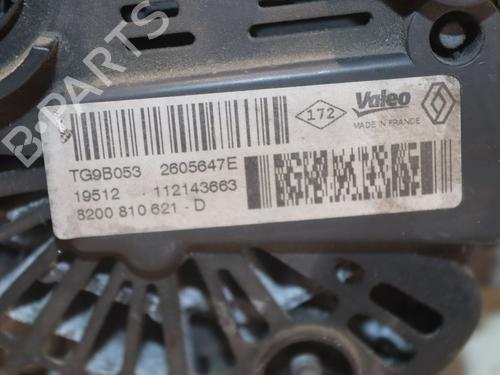 172 Valeo
MADE IN FRANCE
TG9B053 2605647E
19512 112143663
8200 810 621 - D
B-PARTS